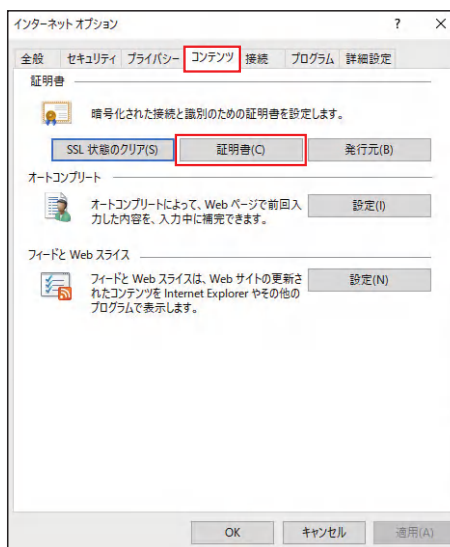 インターネット オプション ? ×
全般 セキュリティ プライバシー コンテンツ 接続 プログラム 詳細設定
証明書
暗号化された接続と識別のための証明書を設定します。
SSL 状態のクリア(S) 証明書(C) 発行元(B)
オートコンプリート
オートコンプリートによって、Web ページで前回入
力した内容を、入力中に補完できます。
設定(I)
フィードと Web スライス
フィードと Web スライスは、Web サイトの更新さ
れたコンテンツを Internet Explorer やその他の
プログラムで表示します。
設定(N)
OK キャンセル 適用(A)